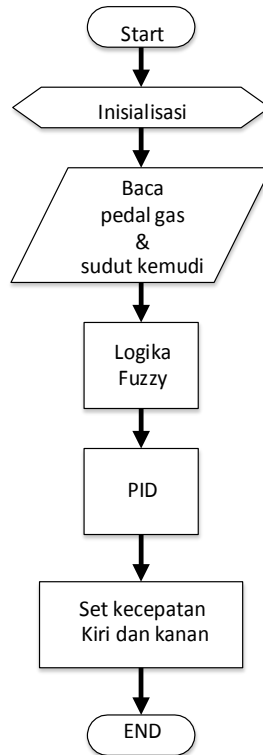 Start
Inisialisasi
Baca
pedal gas
&
sudut kemudi
Logika
Fuzzy
PID
Set kecepatan
Kiri dan kanan
END